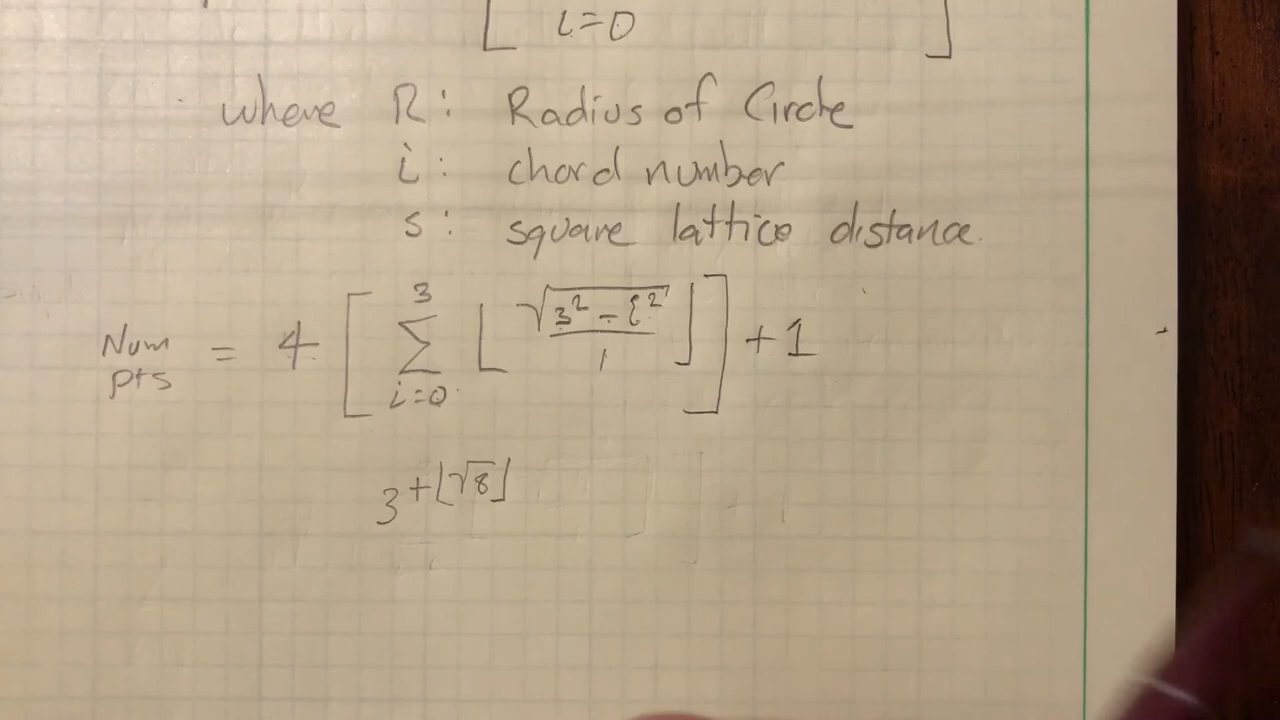 i=0
where R: Radius of Circle
i: chord number
s: square lattice distance.
Num pts = 4 [ 3 ∑ i=0 ⌊ √(3² - i²) / 1 ⌋ ] + 1
3 + ⌊√8⌋